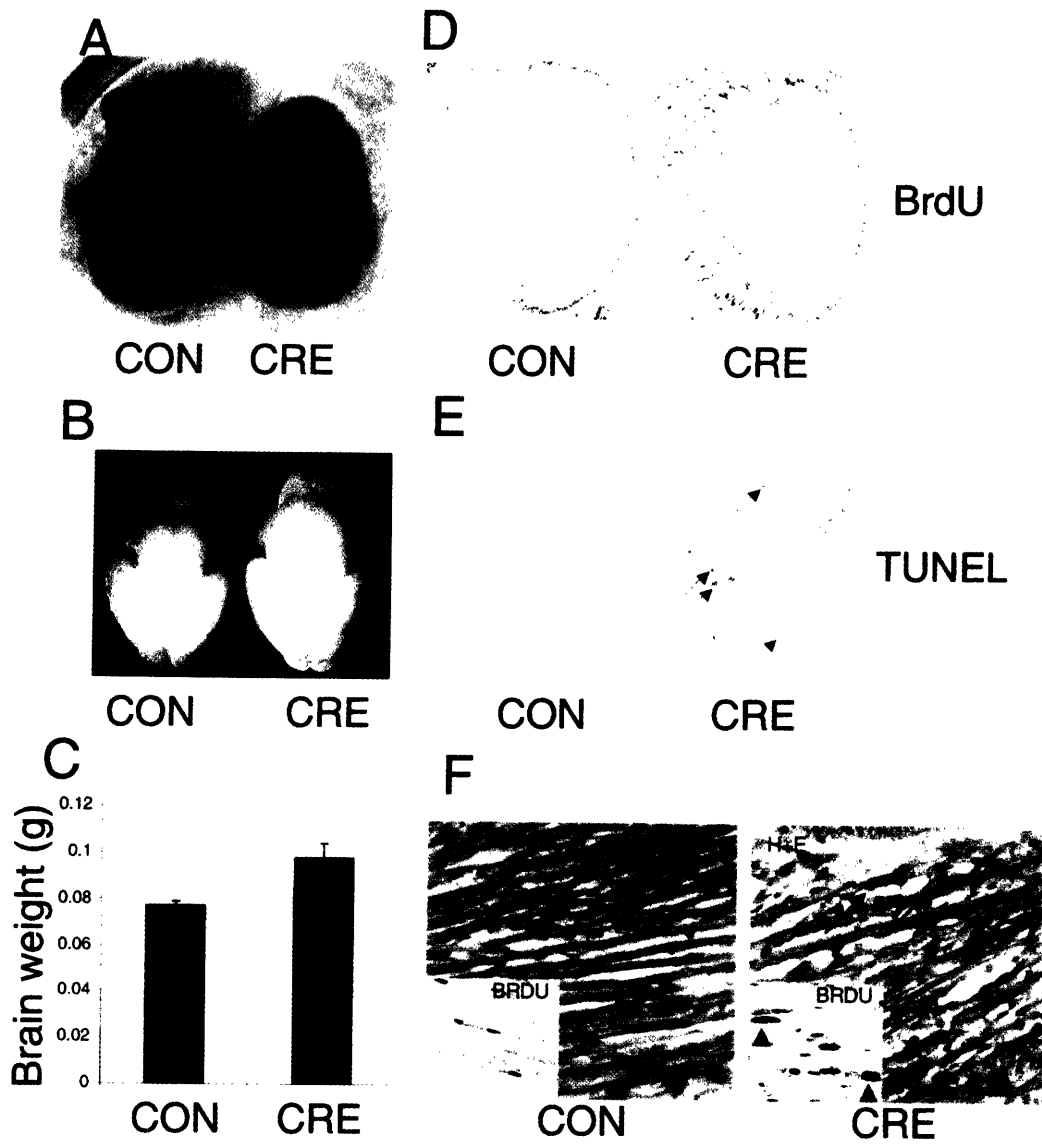 A
CON CRE
B
CON CRE
C
Brain weight (g)
0.12
0.1
0.08
0.06
0.04
0.02
0
CON CRE
D
BrdU
CON CRE
E
TUNEL
CON CRE
F
H+E
BRDU
BRDU
CON CRE